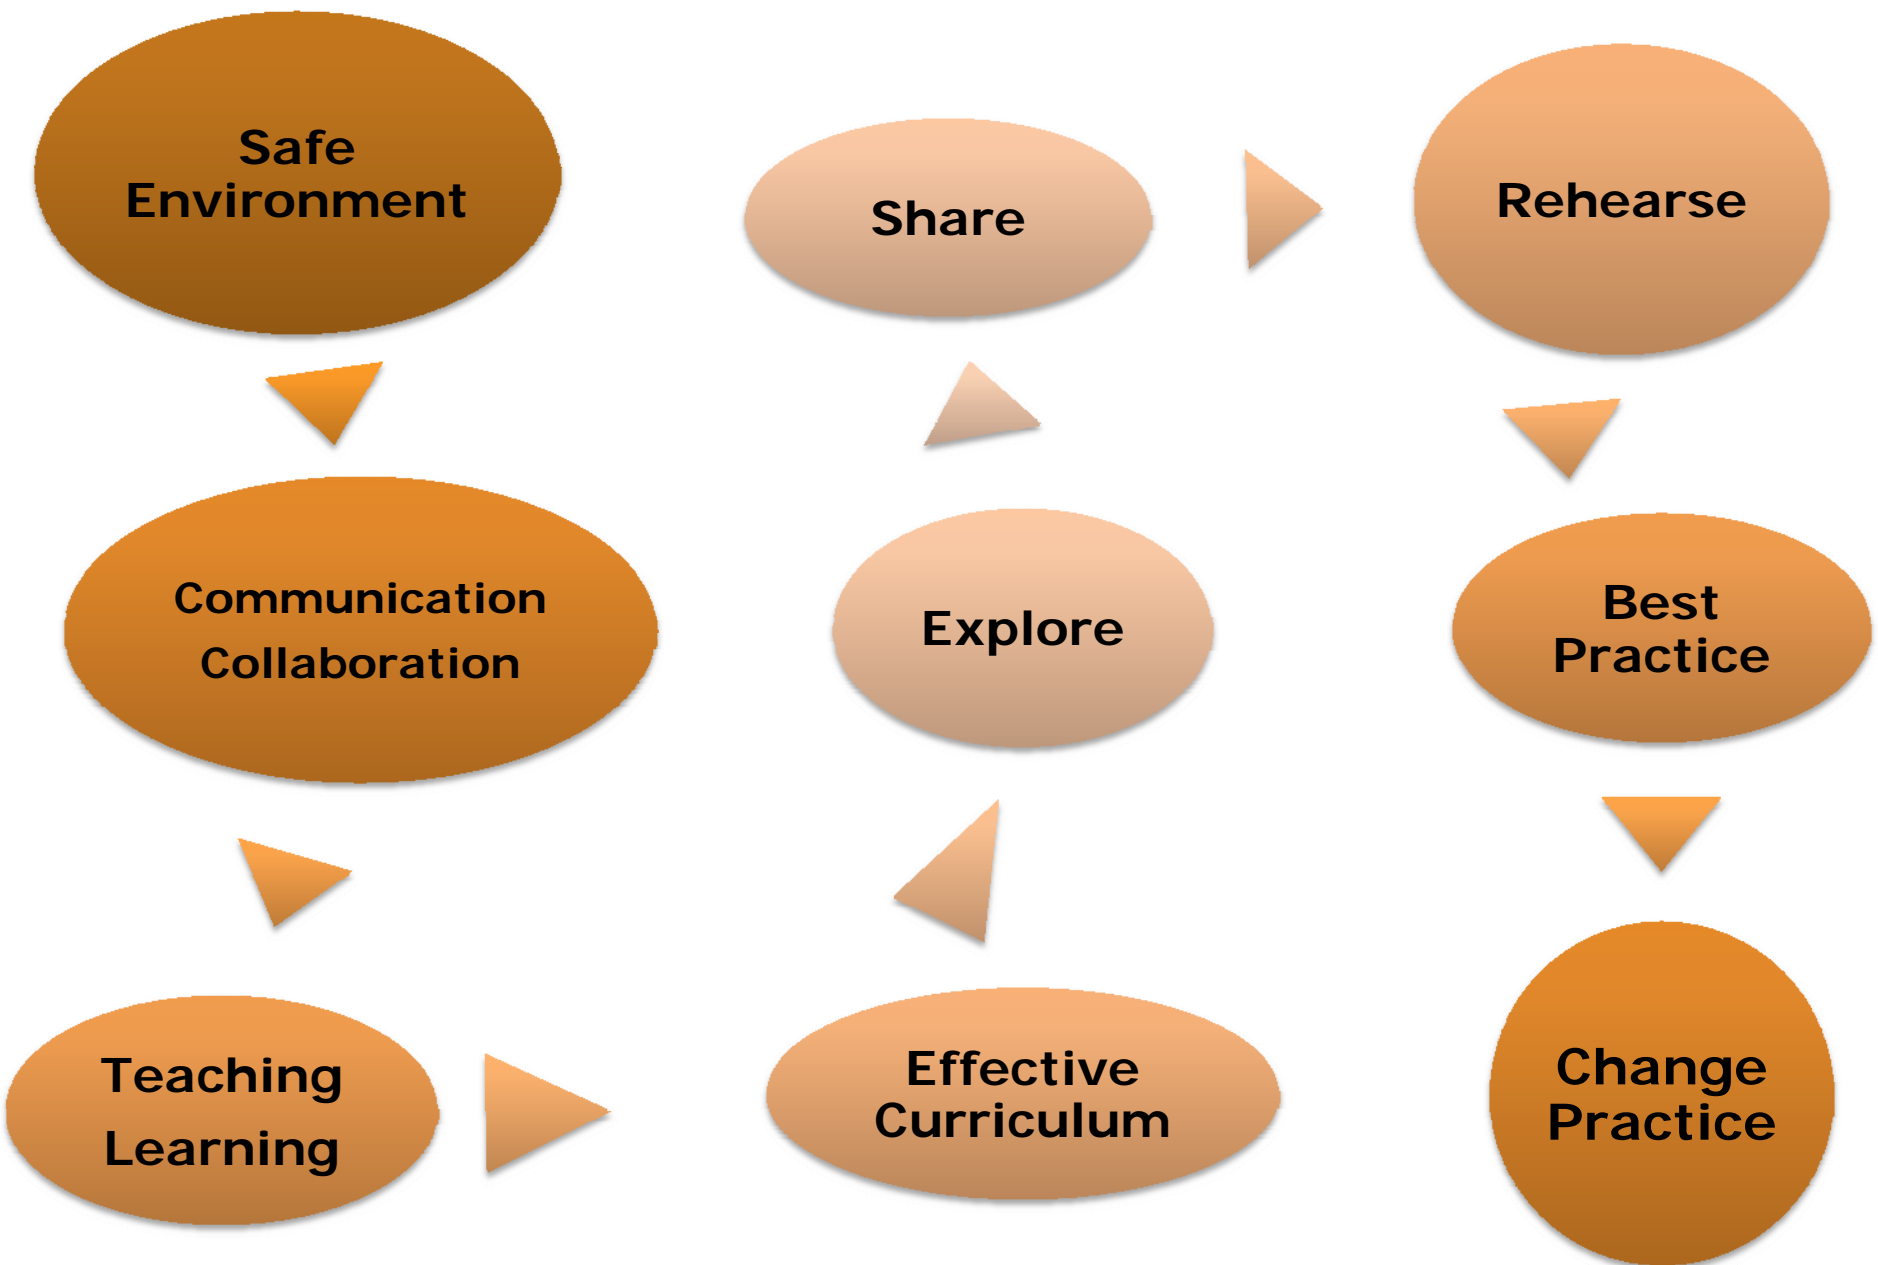 Safe
Environment
Communication
Collaboration
Teaching
Learning
Effective
Curriculum
Explore
Share
Rehearse
Best
Practice
Change
Practice